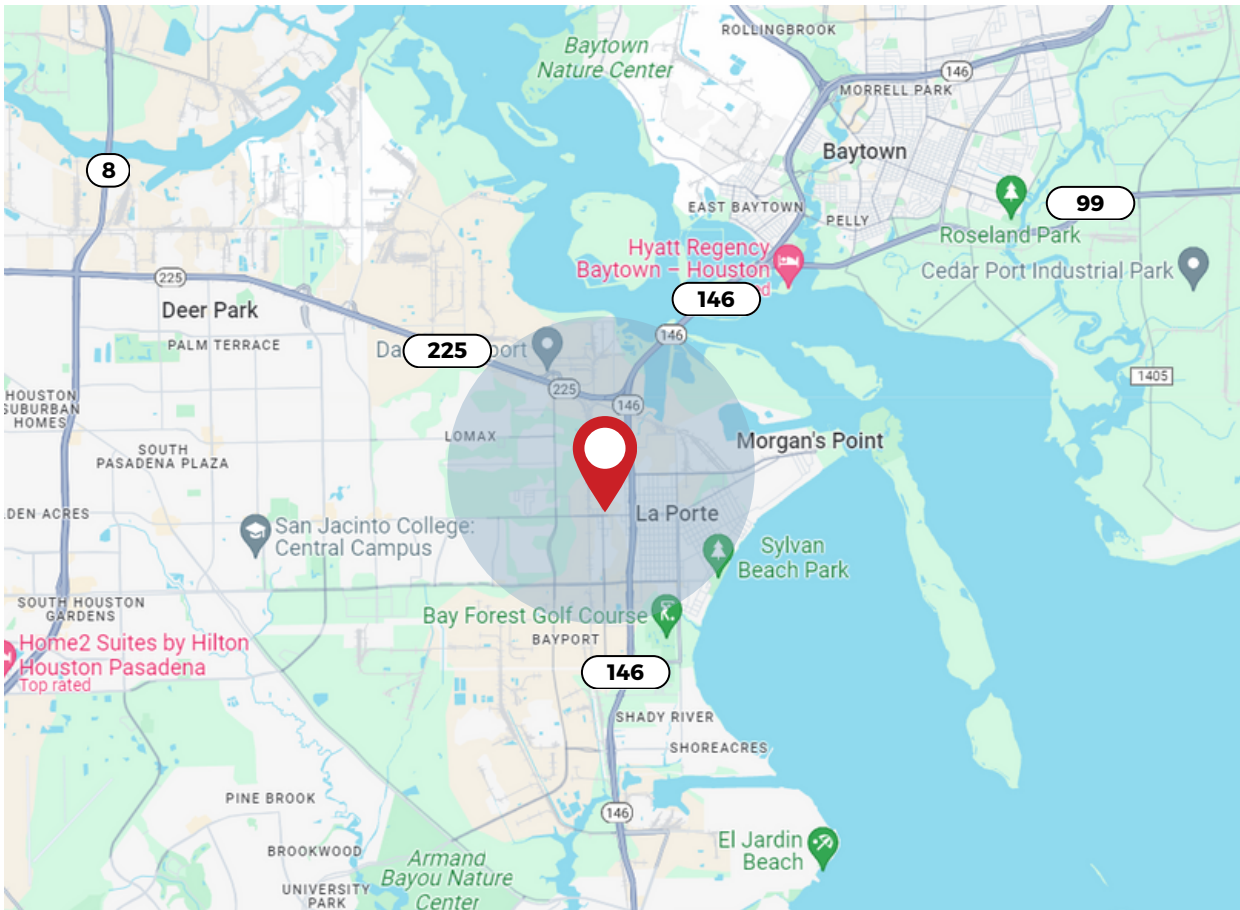 ROLLINGBROOK
Baytown
Nature Center
146
MORRELL PARK
Baytown
8
99
EAST BAYTOWN
PELLY
Roseland Park
Hyatt Regency
Baytown – Houston
Cedar Port Industrial Park
225
146
Deer Park
146
PALM TERRACE
225
1405
225
146
HOUSTON
SUBURBAN
HOMES
LOMAX
Morgan's Point
SOUTH
PASADENA PLAZA
La Porte
San Jacinto College:
Central Campus
Sylvan
Beach Park
SOUTH HOUSTON
GARDENS
Bay Forest Golf Course
BAYPORT
Home2 Suites by Hilton
Houston Pasadena
Top rated
146
SHADY RIVER
SHOREACRES
PINE BROOK
146
El Jardin
Beach
BROOKWOOD
Armand
Bayou Nature
Center
UNIVERSITY
PARK